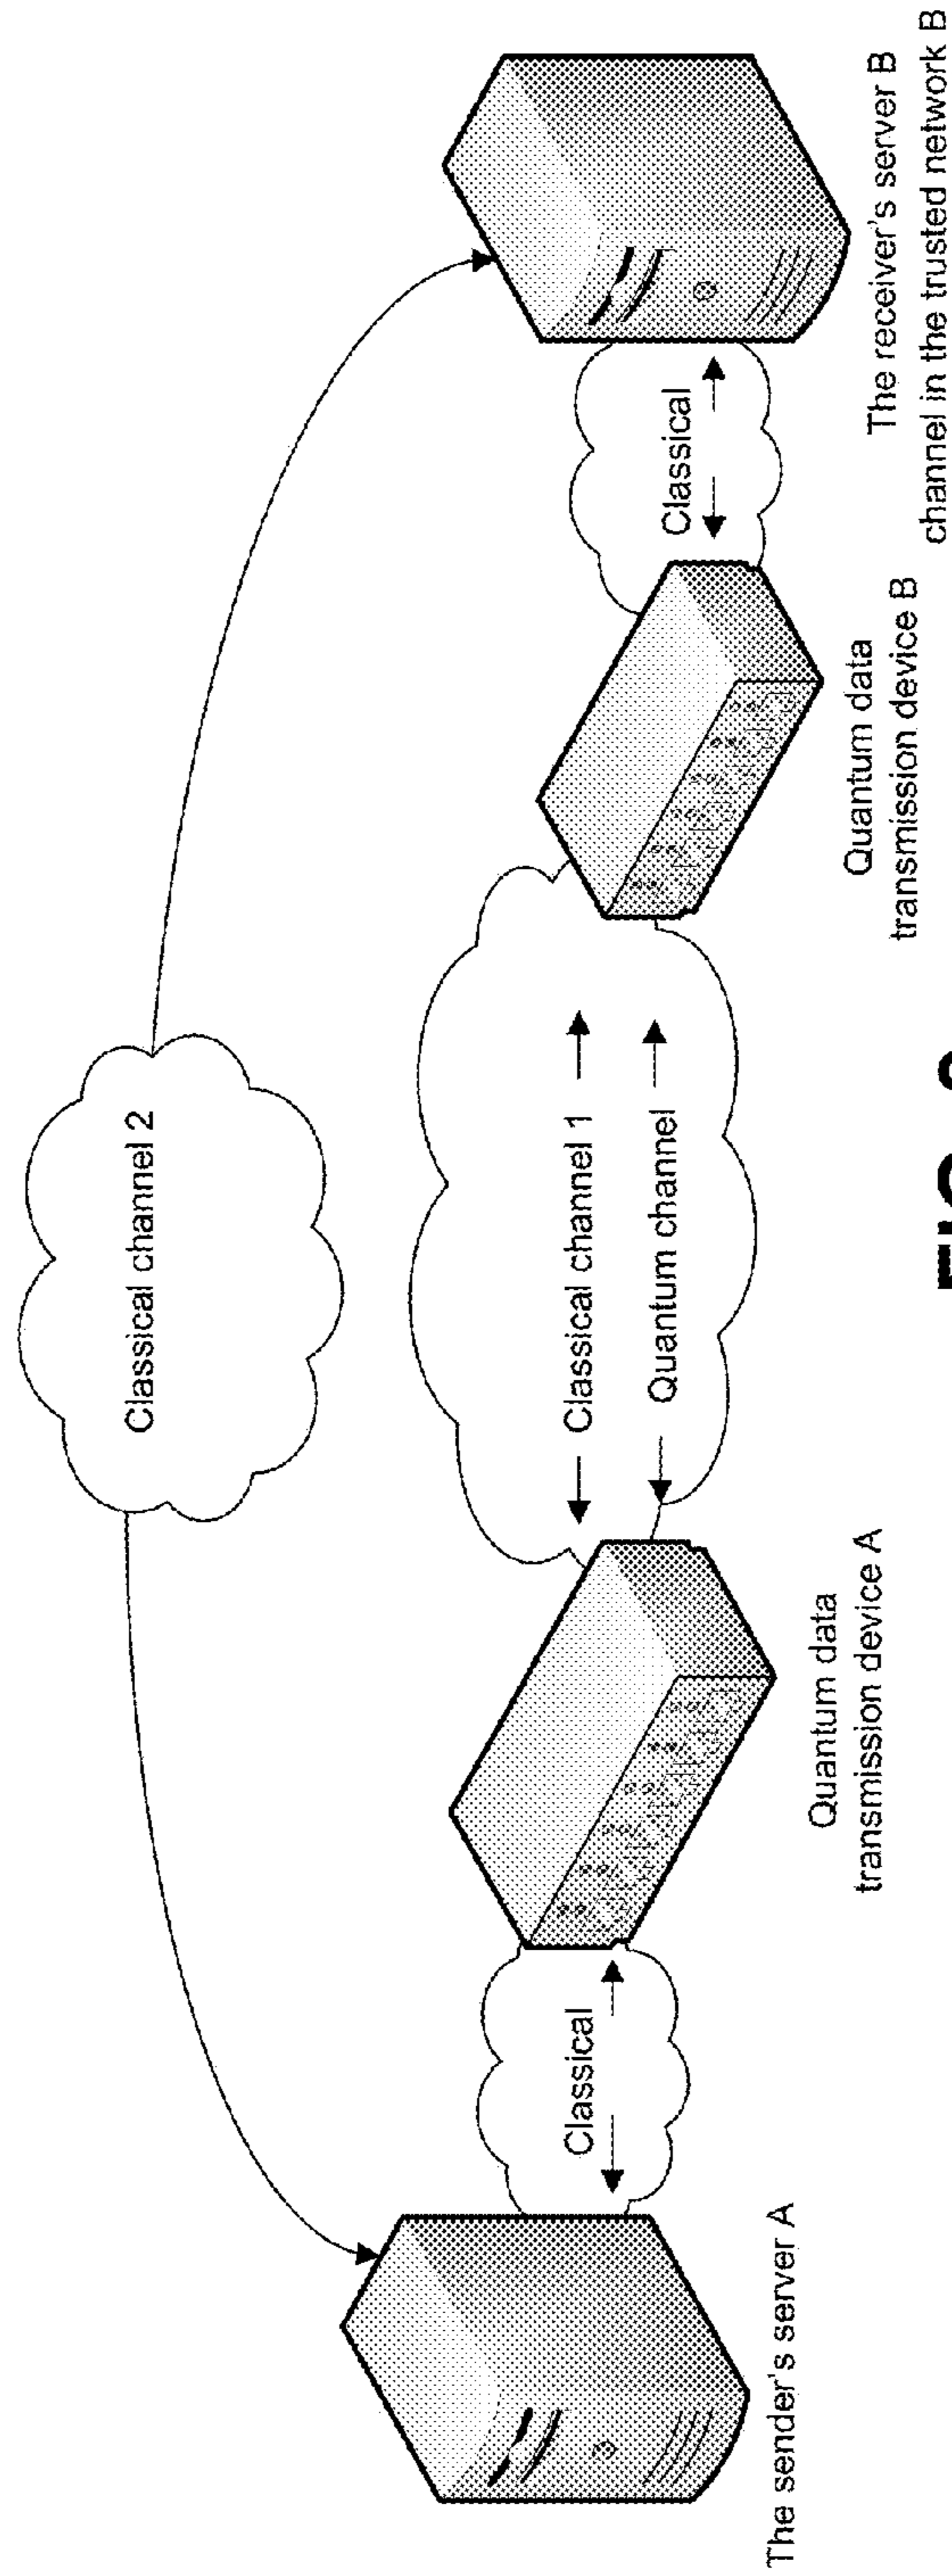 Classical channel 2
Classical channel 1
Quantum channel
Classical
Classical
The sender's server A
Quantum data
transmission device A
Quantum data
transmission device B
The receiver's server B
channel in the trusted network B